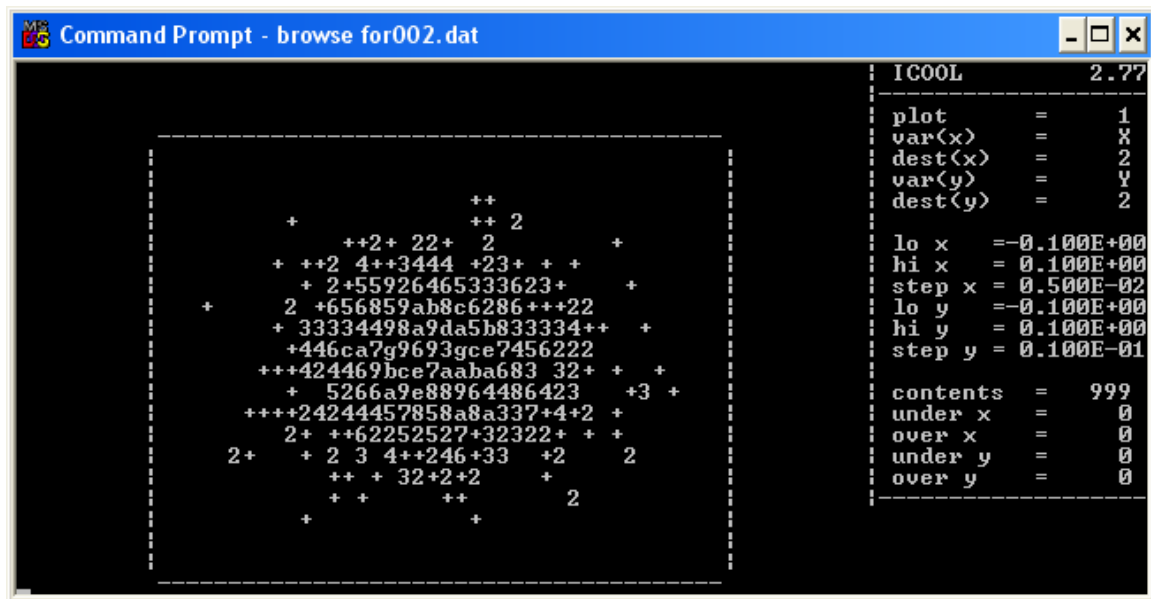 Command Prompt - browse for002.dat
ICOOL 2.77
plot = 1
var(x) = X
dest(x) = 2
var(y) = Y
dest(y) = 2
lo x =-0.100E+00
hi x = 0.100E+00
step x = 0.500E-02
lo y =-0.100E+00
hi y = 0.100E+00
step y = 0.100E-01
contents = 999
under x = 0
over x = 0
under y = 0
over y = 0
++
+ ++ 2
++2+ 22+ 2 +
+ ++2 4++3444 +23+ + +
+ 2+55926465333623+ +
+ 2 +656859ab8c6286+++22
+ 33334498a9da5b833334++ +
+446ca7g9693gce7456222
+++424469bce7aaba683 32+ + +
+ 5266a9e88964486423 +3 +
++++24244457858a8a337+4+2 +
2+ ++62252527+32322+ + +
2+ + 2 3 4++246+33 +2 2
++ + 32+2+2 +
+ + ++ 2
+ +